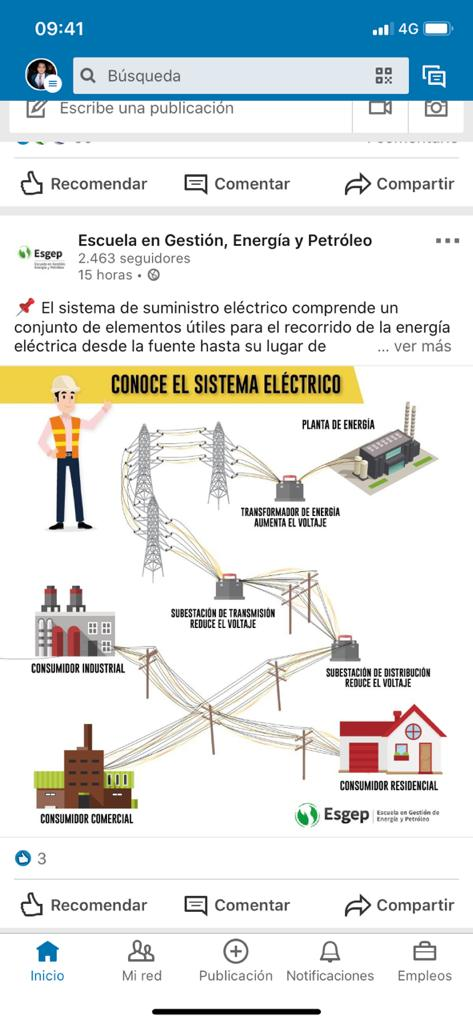 09:41
4G
Búsqueda
Escribe una publicación
Recomendar
Comentar
Compartir
Esgep
Escuela en Gestión, Energía y Petróleo
2.463 seguidores
15 horas •
El sistema de suministro eléctrico comprende un
conjunto de elementos útiles para el recorrido de la energía
eléctrica desde la fuente hasta su lugar de ... ver más
CONOCE EL SISTEMA ELÉCTRICO
PLANTA DE ENERGÍA
TRANSFORMADOR DE ENERGÍA
AUMENTA EL VOLTAJE
SUBESTACIÓN DE TRANSMISIÓN
REDUCE EL VOLTAJE
CONSUMIDOR INDUSTRIAL
SUBESTACIÓN DE DISTRIBUCIÓN
REDUCE EL VOLTAJE
CONSUMIDOR RESIDENCIAL
CONSUMIDOR COMERCIAL
Esgep
Escuela en Gestión de
Energía y Petróleo
3
Recomendar
Comentar
Compartir
Inicio
Mi red
Publicación
Notificaciones
Empleos